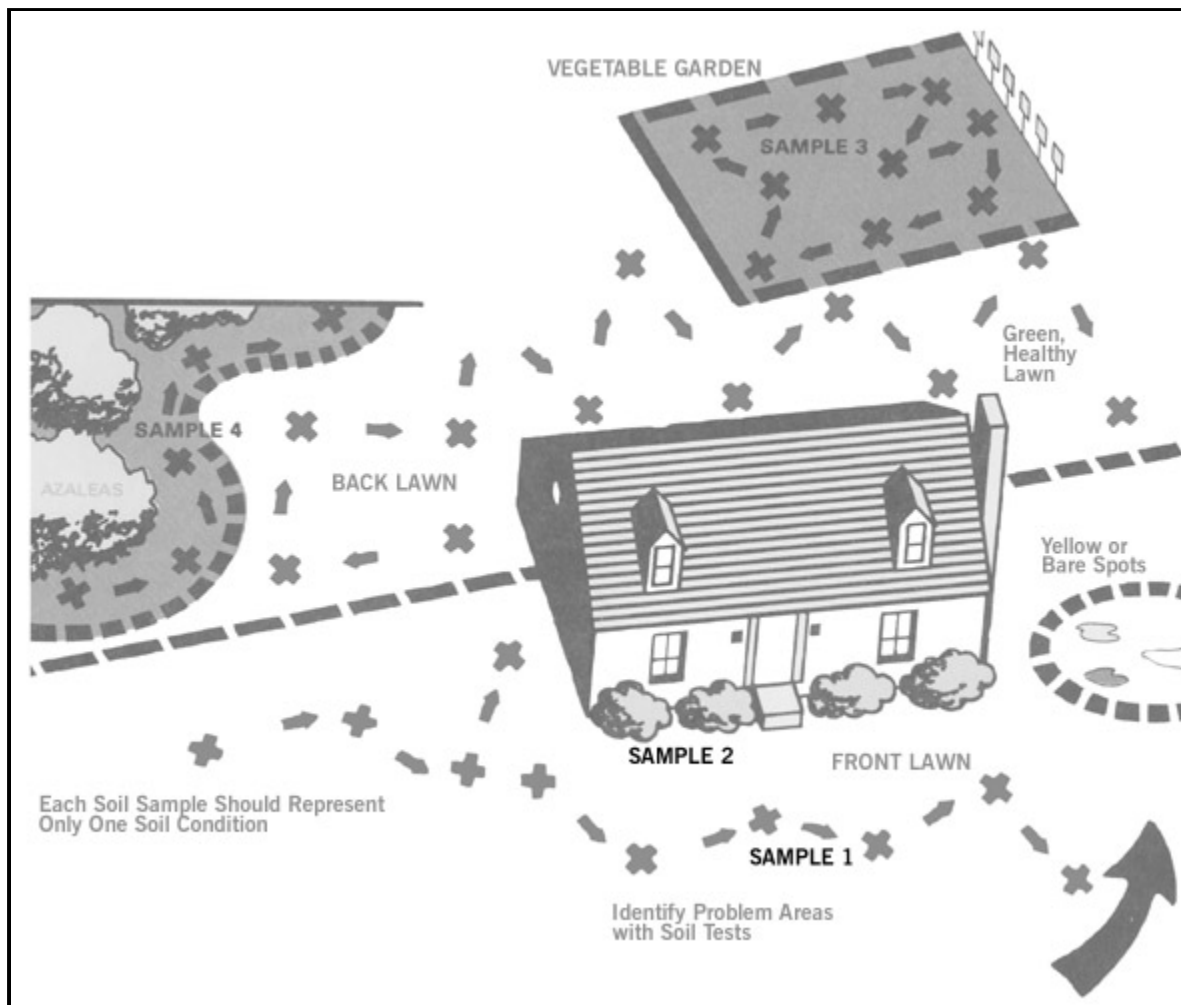 VEGETABLE GARDEN
SAMPLE 3
Green,
Healthy
Lawn
SAMPLE 4
BACK LAWN
AZALEAS
Yellow or
Bare Spots
SAMPLE 2
FRONT LAWN
Each Soil Sample Should Represent
Only One Soil Condition
SAMPLE 1
Identify Problem Areas
with Soil Tests